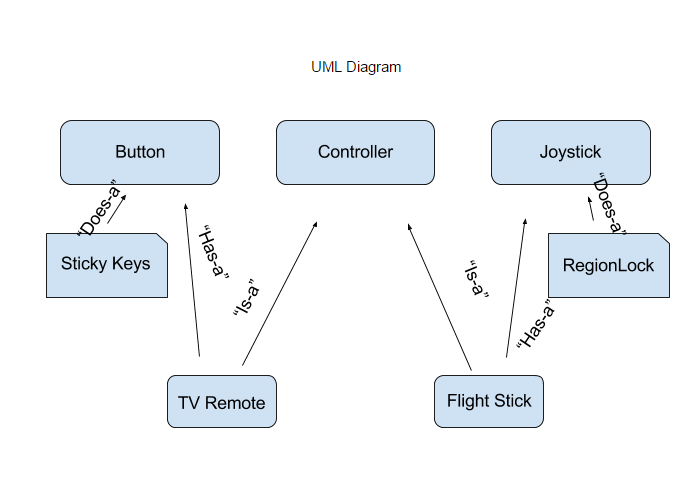 UML Diagram
Button
Controller
Joystick
“Does-a”
“Does-a”
Sticky Keys
RegionLock
“Has-a”
“Is-a”
“Is-a”
“Has-a”
TV Remote
Flight Stick